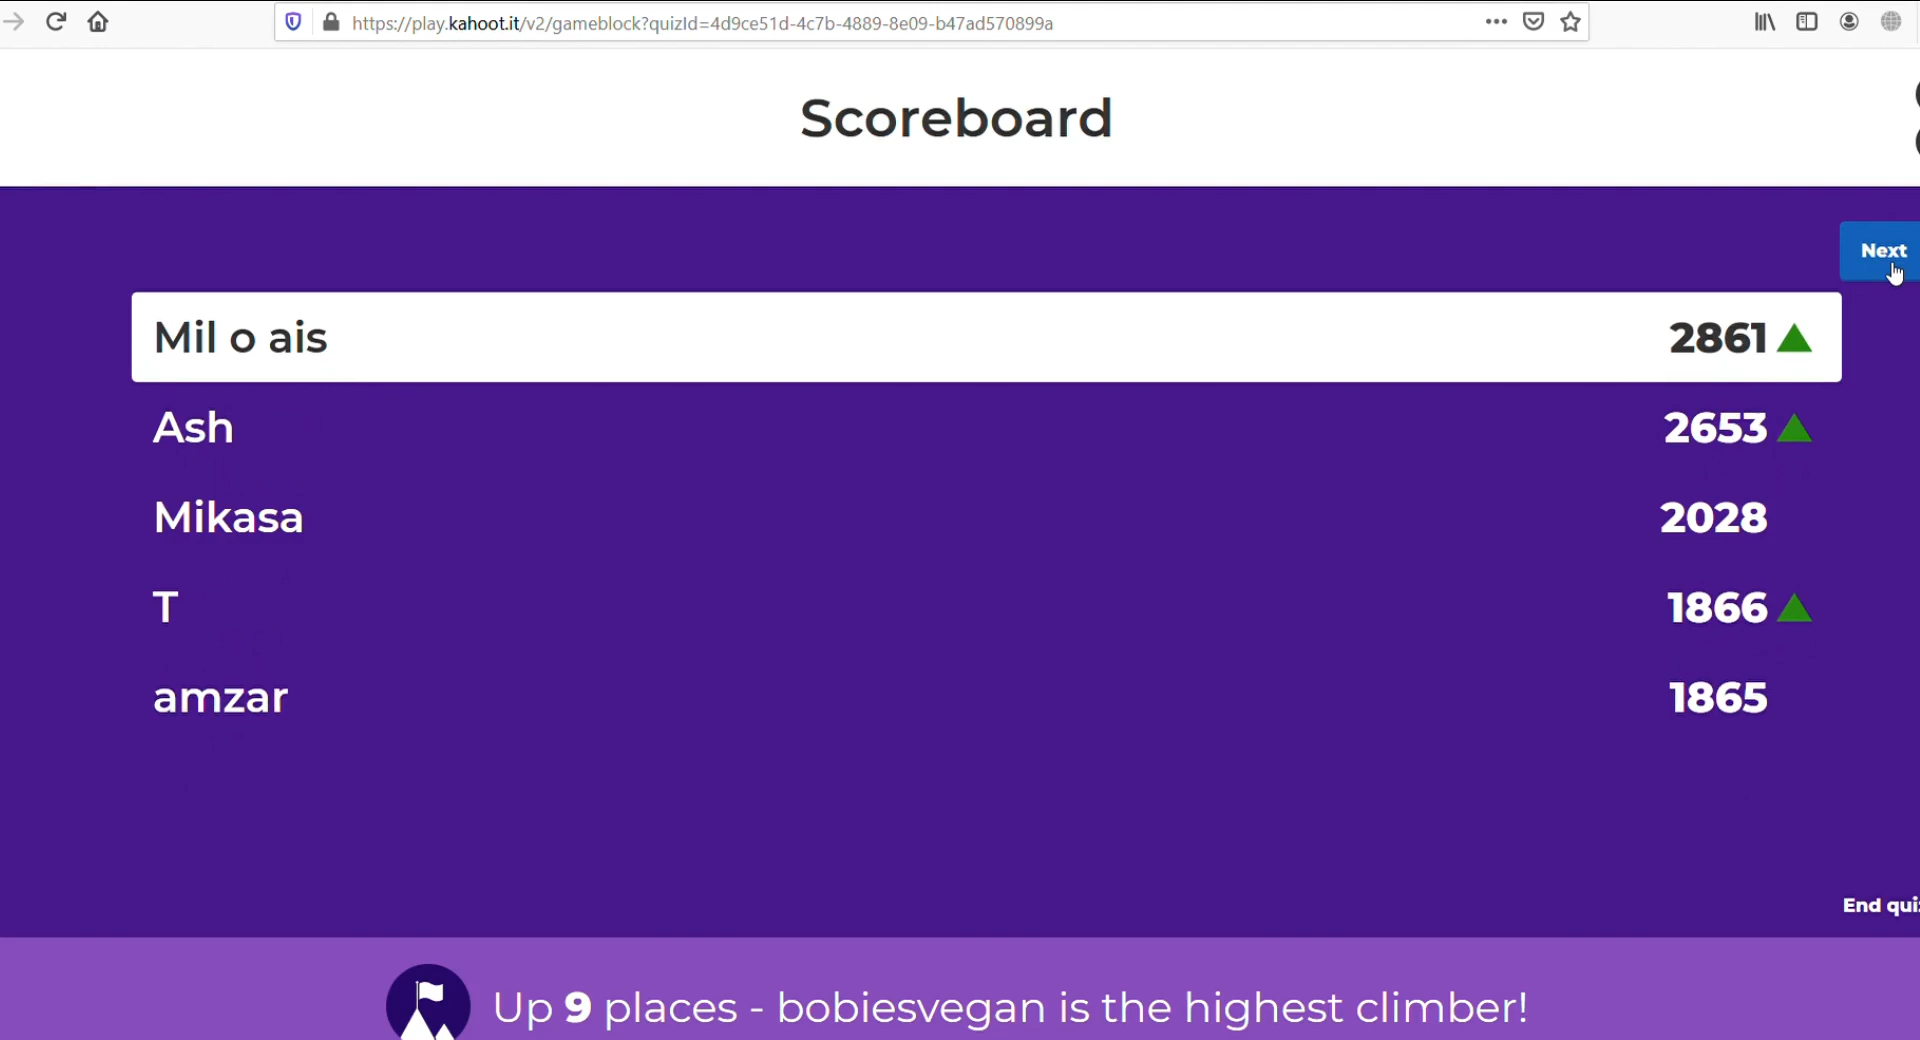 https://play.kahoot.it/v2/gameblock?quizId=4d9ce51d-4c7b-4889-8e09-b47ad570899a
Scoreboard
Next
Mil o ais 2861
Ash 2653
Mikasa 2028
T 1866
amzar 1865
End qui
Up 9 places - bobiesvegan is the highest climber!